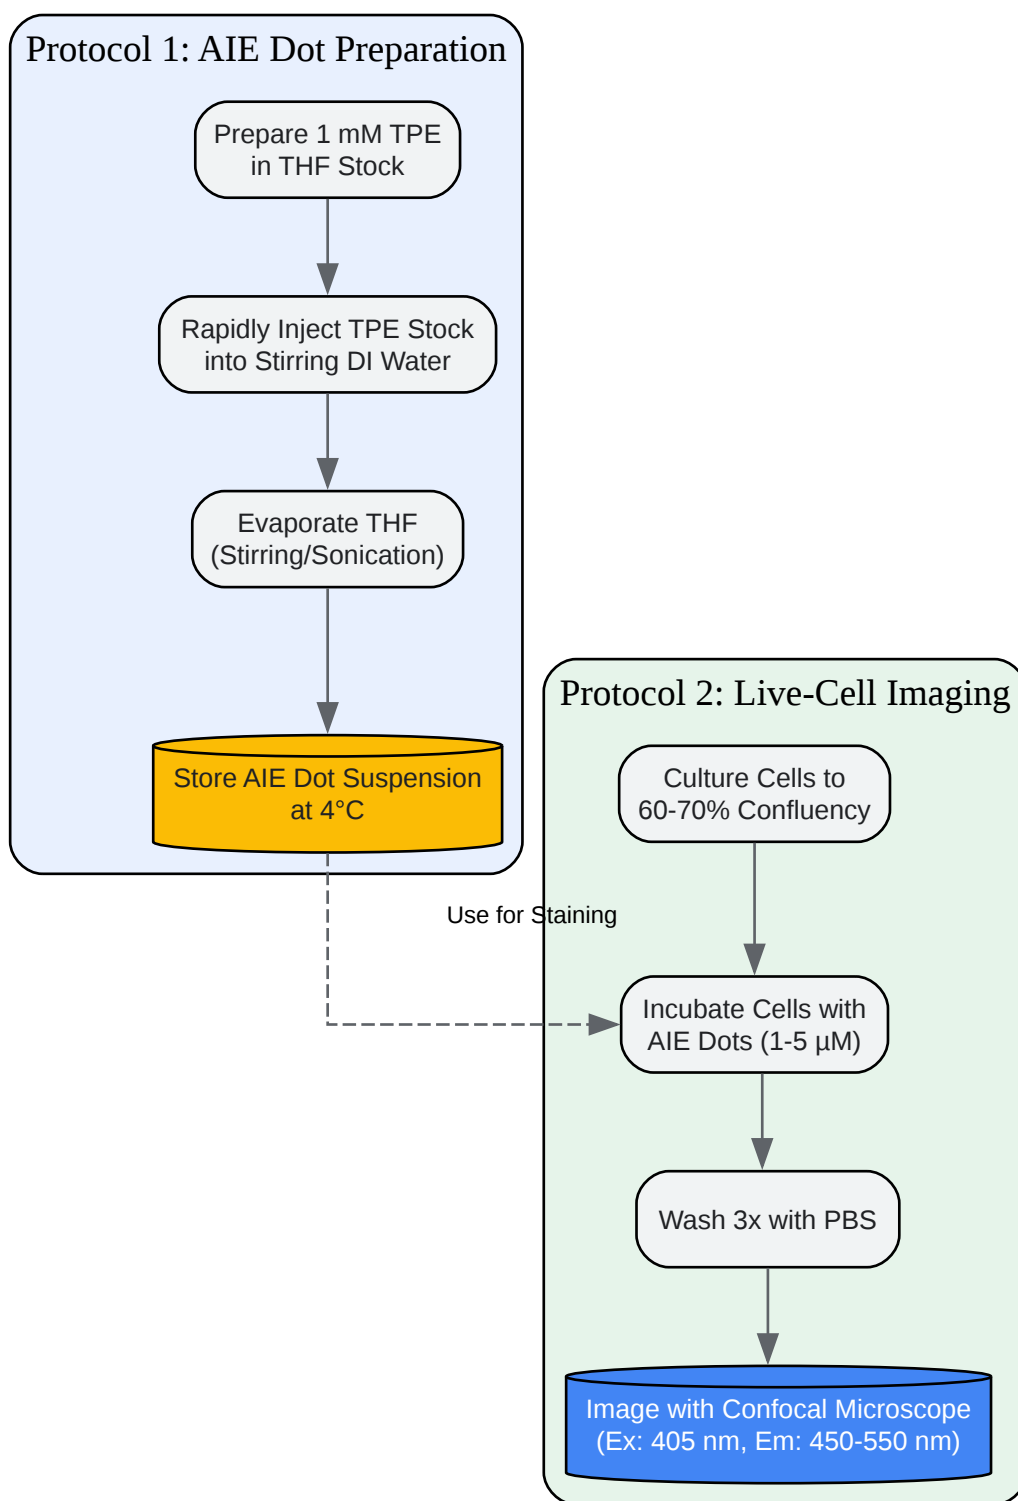 Protocol 1: AIE Dot Preparation
Prepare 1 mM TPE
in THF Stock
Rapidly Inject TPE Stock
into Stirring DI Water
Evaporate THF
(Stirring/Sonication)
Store AIE Dot Suspension
at 4°C
Use for Staining
Protocol 2: Live-Cell Imaging
Culture Cells to
60-70% Confluency
Incubate Cells with
AIE Dots (1-5 µM)
Wash 3x with PBS
Image with Confocal Microscope
(Ex: 405 nm, Em: 450-550 nm)